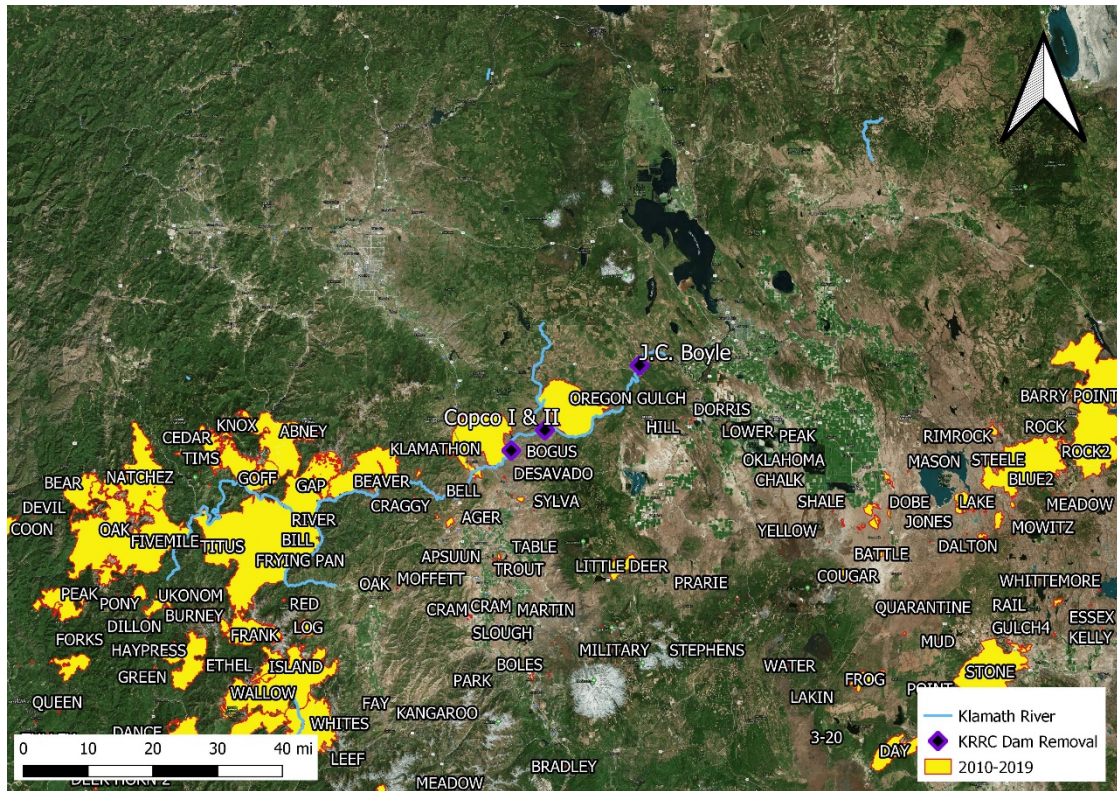 J.C. Boyle
OREGON GULCH
Copco I & II
DORRIS
HILL
LOWER
PEAK
BARRY POINT
KNOX
ABNEY
CEDAR
TIMS
KLAMATHON
BOGUS
OKLAHOMA
RIMROCK
ROCK
MASON
STEELE
ROCK2
NATCHEZ
GOFF
GAP
BEAVER
DESAVADO
CHALK
BLUE2
BEAR
BELL
CRAGGY
SYLVA
SHALE
DOBE
LAKE
MEADOW
DEVIL
COON
OAK
FIVEMILE
TITUS
RIVER
BILL
AGER
YELLOW
JONES
MOWITZ
FRYING PAN
APSUUN
TABLE
TROUT
LITTLE DEER
BATTLE
DALTON
PEAK
PONY
UKONOM
OAK
MOFFETT
PRARIE
COUGAR
WHITTEMORE
DILLON
BURNEY
RED
CRAM
CRAM
MARTIN
QUARANTINE
RAIL
ESSEX
FORKS
HAYPRESS
FRANK
LOG
SLOUGH
MUD
GULCH4
KELLY
GREEN
ETHEL
ISLAND
BOLES
MILITARY
STEPHENS
WATER
FROG
STONE
QUEEN
WALLOW
PARK
LAKIN
POINT
FAY
KANGAROO
WHITES
DANCE
LEEF
3-20
DAY
BRADLEY
MEADOW
0 10 20 30 40 mi
Klamath River
KRRC Dam Removal
2010-2019